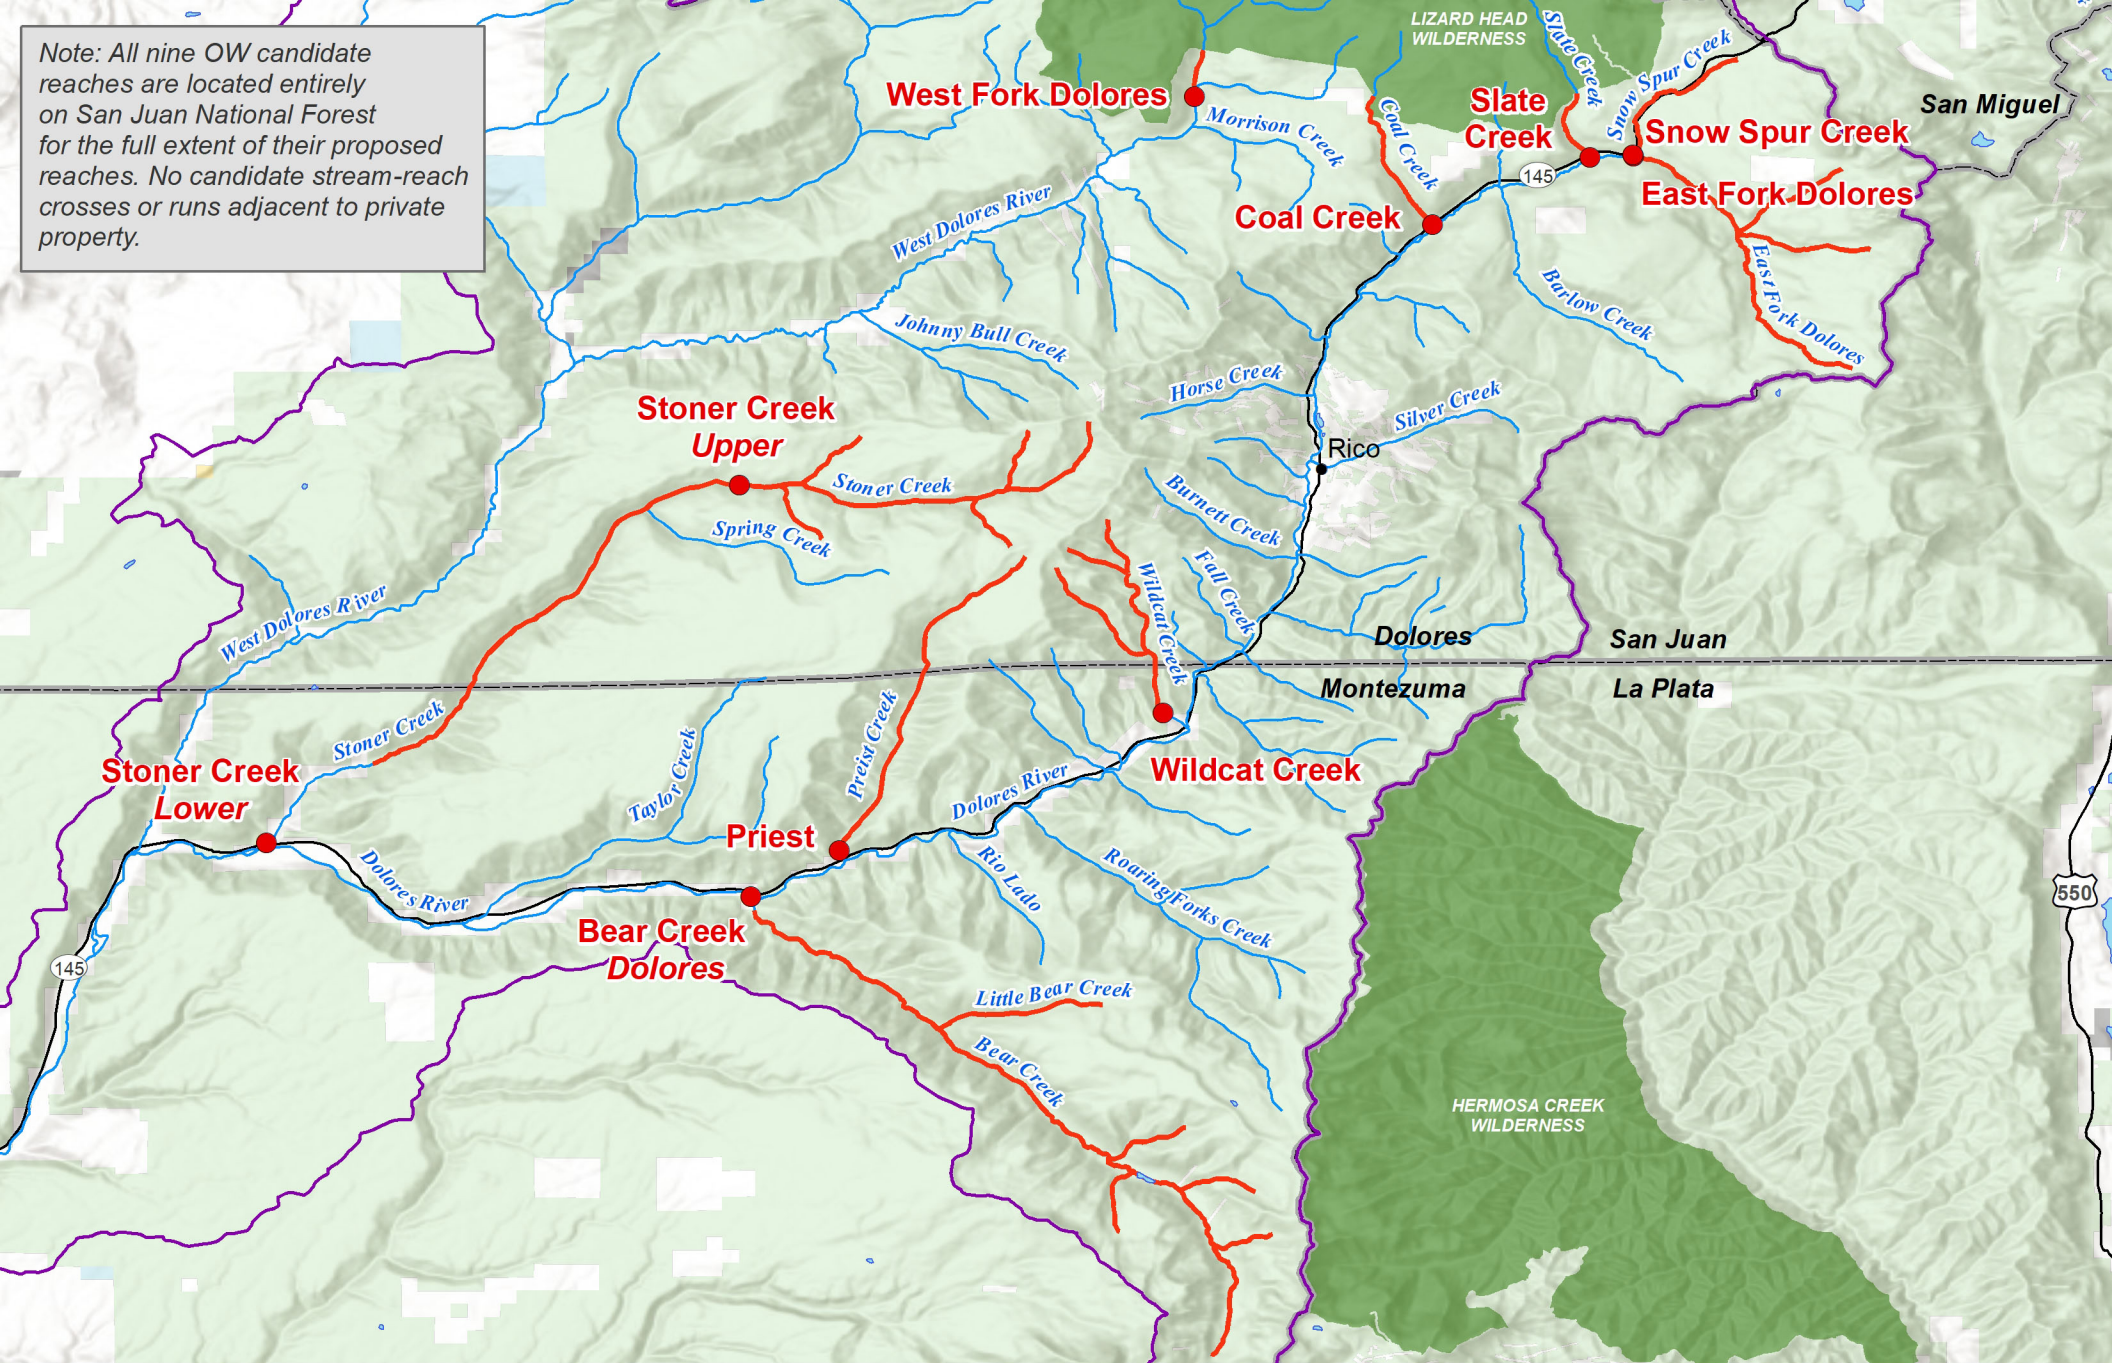 Note: All nine OW candidate
reaches are located entirely
on San Juan National Forest
for the full extent of their proposed
reaches. No candidate stream-reach
crosses or runs adjacent to private
property.
LIZARD HEAD
WILDERNESS
Slate Creek
Snow Spur Creek
West Fork Dolores
Morrison Creek
Coal Creek
Slate
Creek
Snow Spur Creek
San Miguel
145
East Fork Dolores
Coal Creek
West Dolores River
East Fork Dolores
Barlow Creek
Johnny Bull Creek
Horse Creek
Silver Creek
Stoner Creek
Upper
Rico
Stoner Creek
Spring Creek
Burnett Creek
Fall Creek
Wildcat Creek
West Dolores River
Dolores
San Juan
Montezuma
La Plata
Stoner Creek
Preist Creek
Taylor Creek
Stoner Creek
Lower
Wildcat Creek
Dolores River
Priest
Dolores River
Rio Lado
Roaring Forks Creek
550
Bear Creek
Dolores
145
Little Bear Creek
Bear Creek
HERMOSA CREEK
WILDERNESS